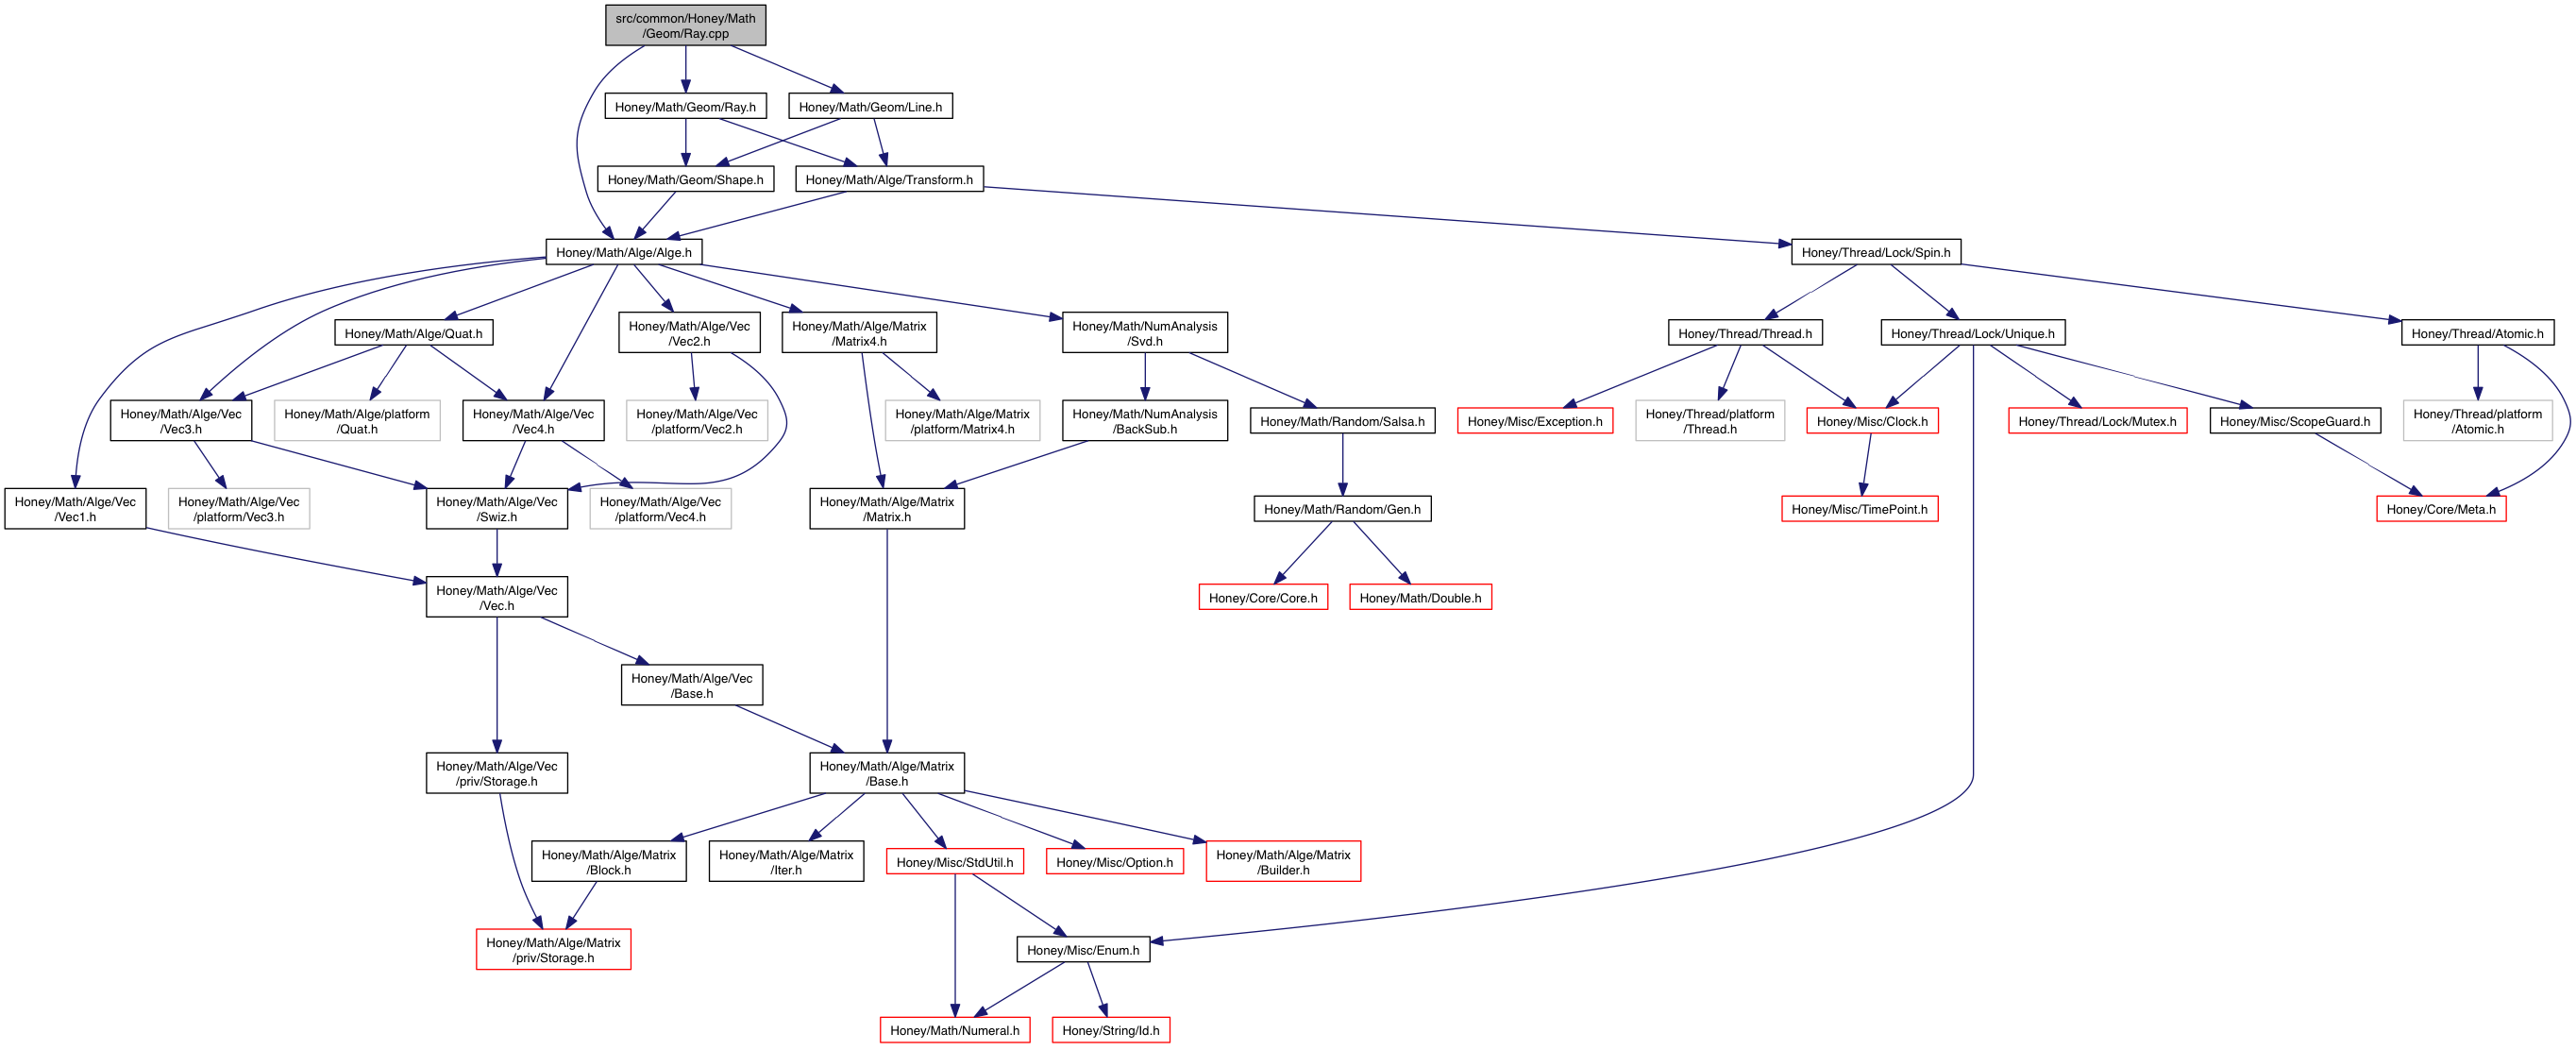 src/common/Honey/Math
/Geom/Ray.cpp
Honey/Math/Geom/Ray.h
Honey/Math/Geom/Line.h
Honey/Math/Geom/Shape.h
Honey/Math/Alge/Transform.h
Honey/Math/Alge/Alge.h
Honey/Thread/Lock/Spin.h
Honey/Math/Alge/Quat.h
Honey/Math/Alge/Vec
/Vec2.h
Honey/Math/Alge/Matrix
/Matrix4.h
Honey/Math/NumAnalysis
/Svd.h
Honey/Thread/Thread.h
Honey/Thread/Lock/Unique.h
Honey/Thread/Atomic.h
Honey/Math/Alge/Vec
/Vec3.h
Honey/Math/Alge/platform
/Quat.h
Honey/Math/Alge/Vec
/Vec4.h
Honey/Math/Alge/Vec
/platform/Vec2.h
Honey/Math/Alge/Matrix
/platform/Matrix4.h
Honey/Math/NumAnalysis
/BackSub.h
Honey/Math/Random/Salsa.h
Honey/Misc/Exception.h
Honey/Thread/platform
/Thread.h
Honey/Misc/Clock.h
Honey/Thread/Lock/Mutex.h
Honey/Misc/ScopeGuard.h
Honey/Thread/platform
/Atomic.h
Honey/Math/Alge/Vec
/Vec1.h
Honey/Math/Alge/Vec
/platform/Vec3.h
Honey/Math/Alge/Vec
/Swiz.h
Honey/Math/Alge/Vec
/platform/Vec4.h
Honey/Math/Alge/Matrix
/Matrix.h
Honey/Math/Random/Gen.h
Honey/Misc/TimePoint.h
Honey/Core/Meta.h
Honey/Math/Alge/Vec
/Vec.h
Honey/Core/Core.h
Honey/Math/Double.h
Honey/Math/Alge/Vec
/Base.h
Honey/Math/Alge/Vec
/priv/Storage.h
Honey/Math/Alge/Matrix
/Base.h
Honey/Math/Alge/Matrix
/Block.h
Honey/Math/Alge/Matrix
/Iter.h
Honey/Misc/StdUtil.h
Honey/Misc/Option.h
Honey/Math/Alge/Matrix
/Builder.h
Honey/Math/Alge/Matrix
/priv/Storage.h
Honey/Misc/Enum.h
Honey/Math/Numeral.h
Honey/String/Id.h